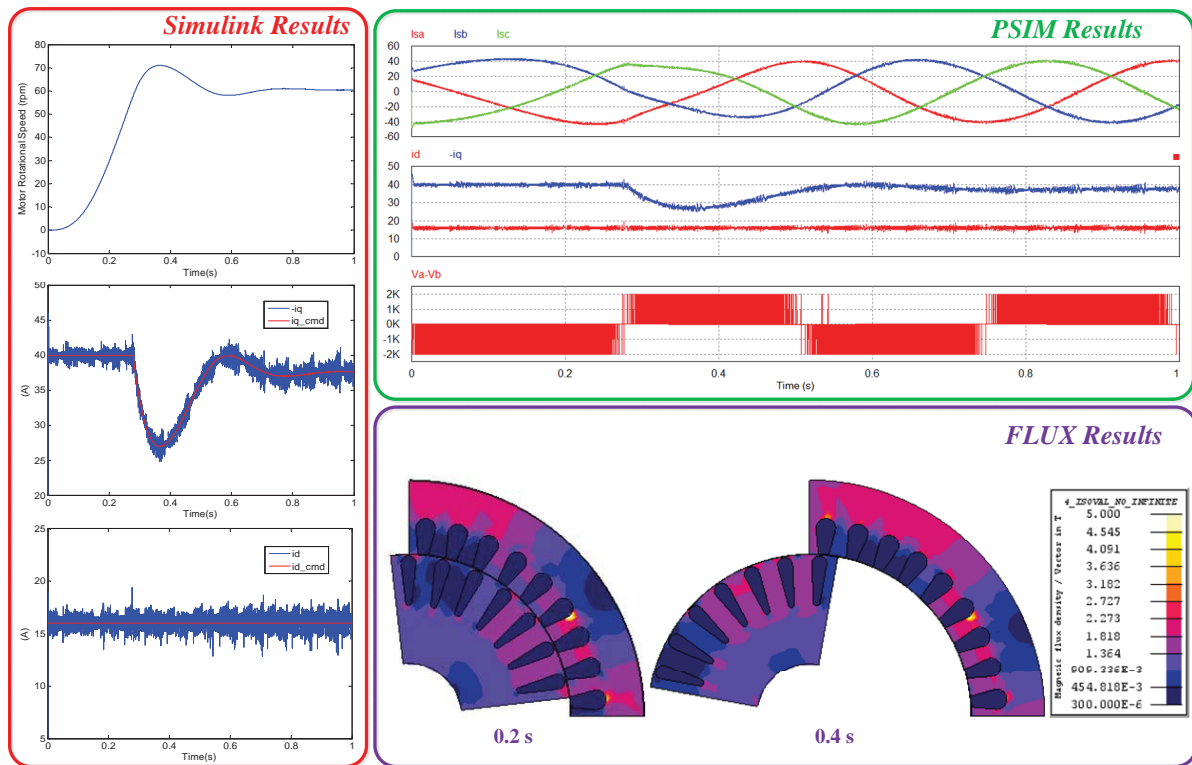 Simulink Results
80
70
60
50
40
30
20
10
0
-10
Motor Rotational Speed (rpm)
0 0.2 0.4 0.6 0.8 1
Time(s)
50
45
40
35
30
25
20
(A)
-iq
iq_cmd
0 0.2 0.4 0.6 0.8 1
Time(s)
25
20
15
10
5
(A)
id
id_cmd
0 0.2 0.4 0.6 0.8 1
Time(s)
PSIM Results
Isa Isb Isc
60
40
20
0
-20
-40
-60
id -iq
50
40
30
20
10
0
Va-Vb
2K
1K
0K
-1K
-2K
0 0.2 0.4 0.6 0.8 1
Time (s)
FLUX Results
0.2 s
0.4 s
4_ISOVAL_NO_INFINITE
Magnetic flux density / Vector in T
5.000
4.545
4.091
3.636
3.182
2.727
2.273
1.818
1.364
909.336E-3
454.818E-3
300.000E-6